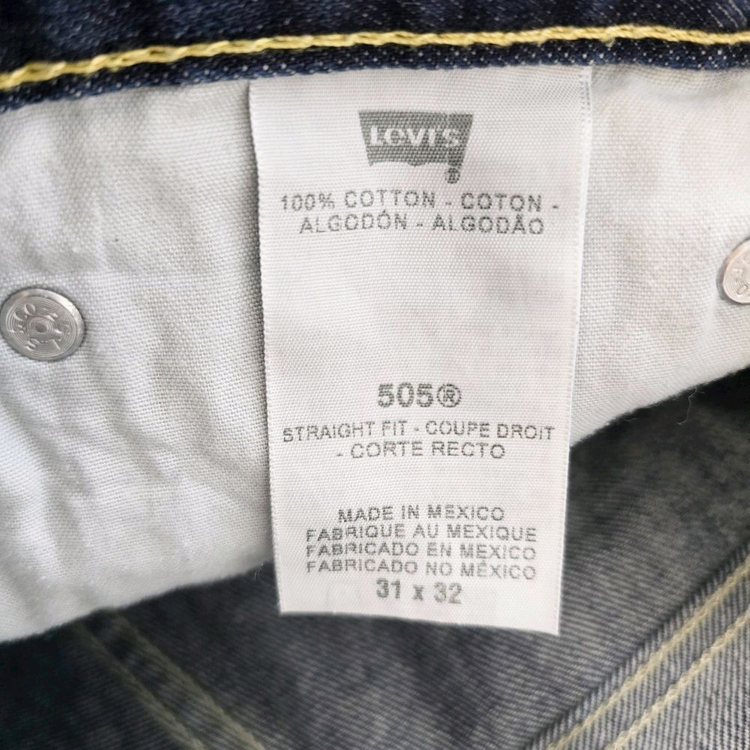 LEVI'S
®
100% COTTON - COTON -
ALGODÓN - ALGODÃO
505®
STRAIGHT FIT - COUPE DROIT
- CORTE RECTO
MADE IN MEXICO
FABRIQUE AU MEXIQUE
FABRICADO EN MEXICO
FABRICADO NO MÉXICO
31 x 32